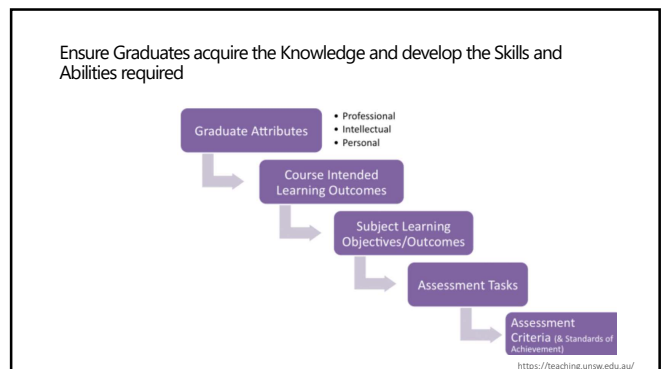 Ensure Graduates acquire the Knowledge and develop the Skills and
Abilities required
Graduate Attributes
• Professional
• Intellectual
• Personal
Course Intended
Learning Outcomes
Subject Learning
Objectives/Outcomes
Assessment Tasks
Assessment
Criteria (& Standards of
Achievement)
https://teaching.unsw.edu.au/